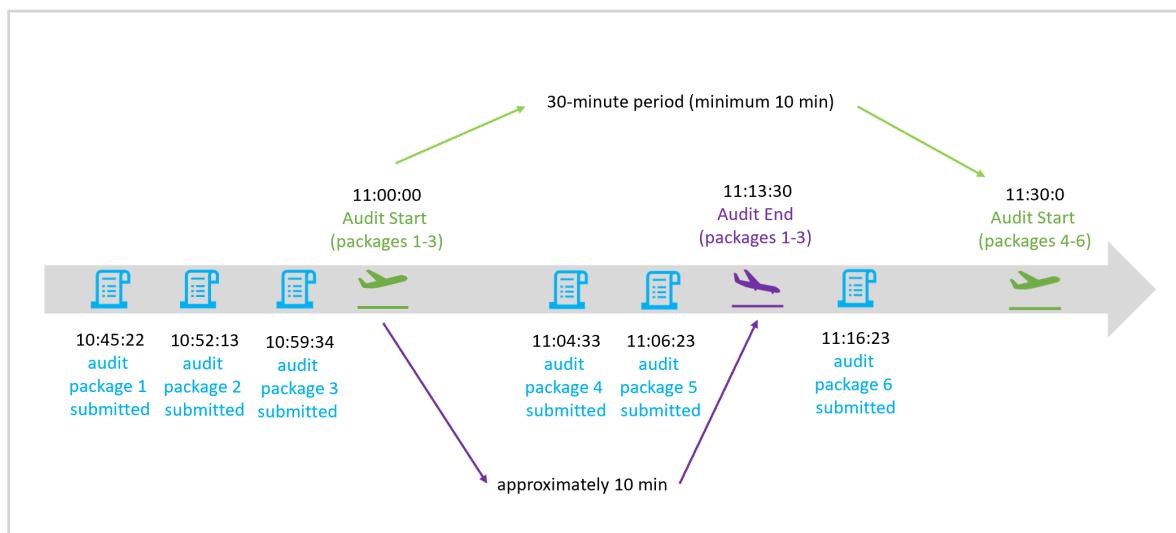 30-minute period (minimum 10 min)
11:00:00
Audit Start
(packages 1-3)
11:13:30
Audit End
(packages 1-3)
11:30:0
Audit Start
(packages 4-6)
10:45:22
audit
package 1
submitted
10:52:13
audit
package 2
submitted
10:59:34
audit
package 3
submitted
11:04:33
audit
package 4
submitted
11:06:23
audit
package 5
submitted
11:16:23
audit
package 6
submitted
approximately 10 min